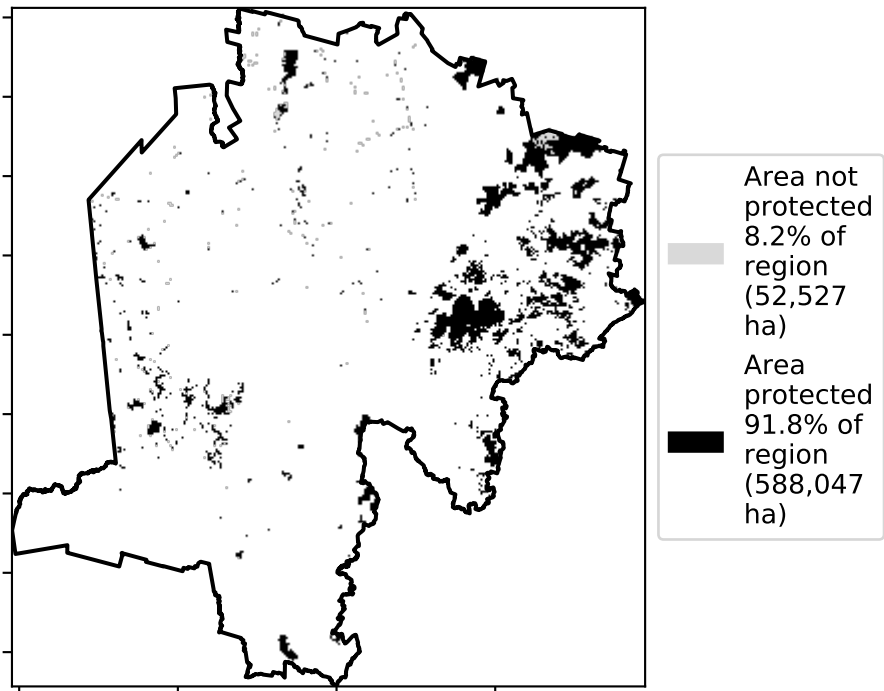 Area not
protected
8.2% of
region
(52,527
ha)
Area
protected
91.8% of
region
(588,047
ha)